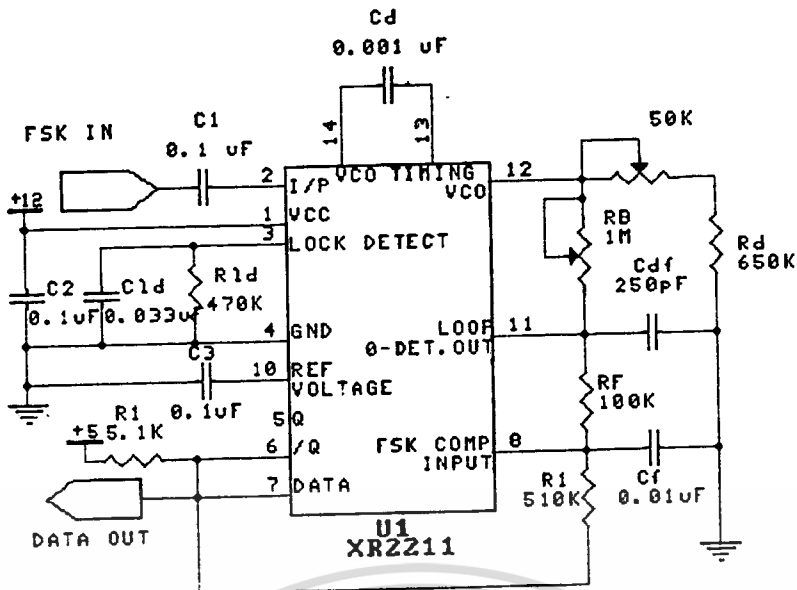 Cd
0.001 uF
14
13
FSK IN
C1
0.1 uF
2
I/P
VCO TIMING
VCO
12
50K
+12
1
VCC
3
LOCK DETECT
RB
1M
Rd
650K
C2
0.1uF
Cld
0.033u
Rld
470K
Cdf
250pF
4
GND
LOOP
0-DET.OUT
11
C3
0.1uF
10
REF
VOLTAGE
RF
100K
5
Q
R1
5.1K
+5
6
/Q
FSK COMP
INPUT
8
7
DATA
R1
510K
Cf
0.01uF
DATA OUT
U1
XR2211